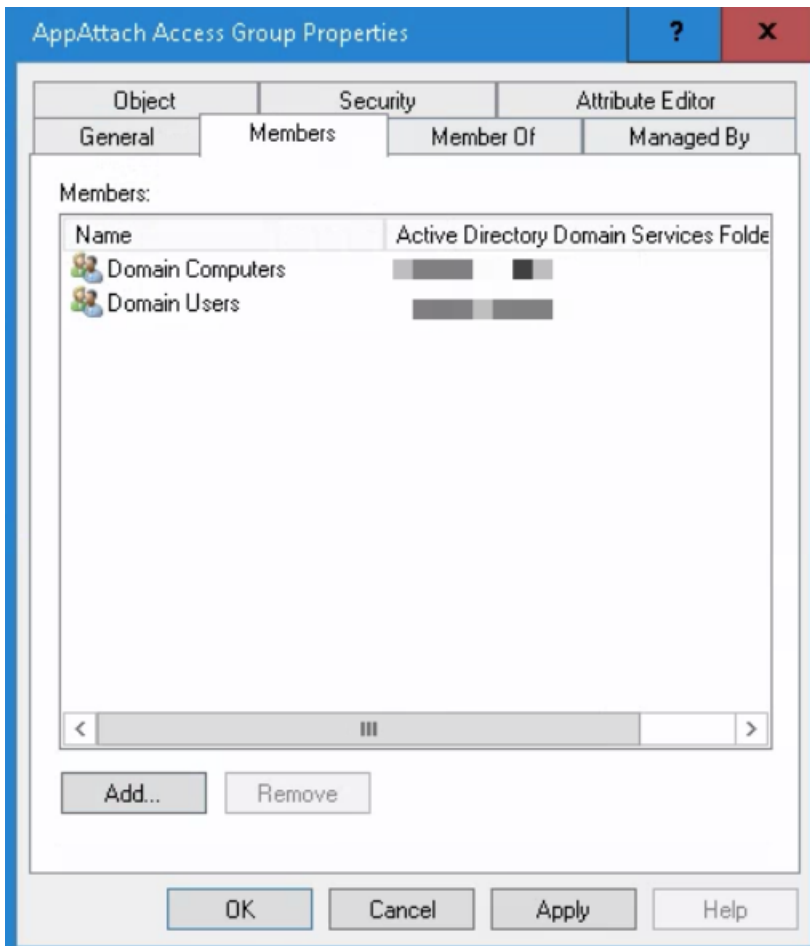 AppAttach Access Group Properties ? x
Object Security Attribute Editor
General Members Member Of Managed By
Members:
Name Active Directory Domain Services Folde
Domain Computers
Domain Users
Add... Remove
OK Cancel Apply Help